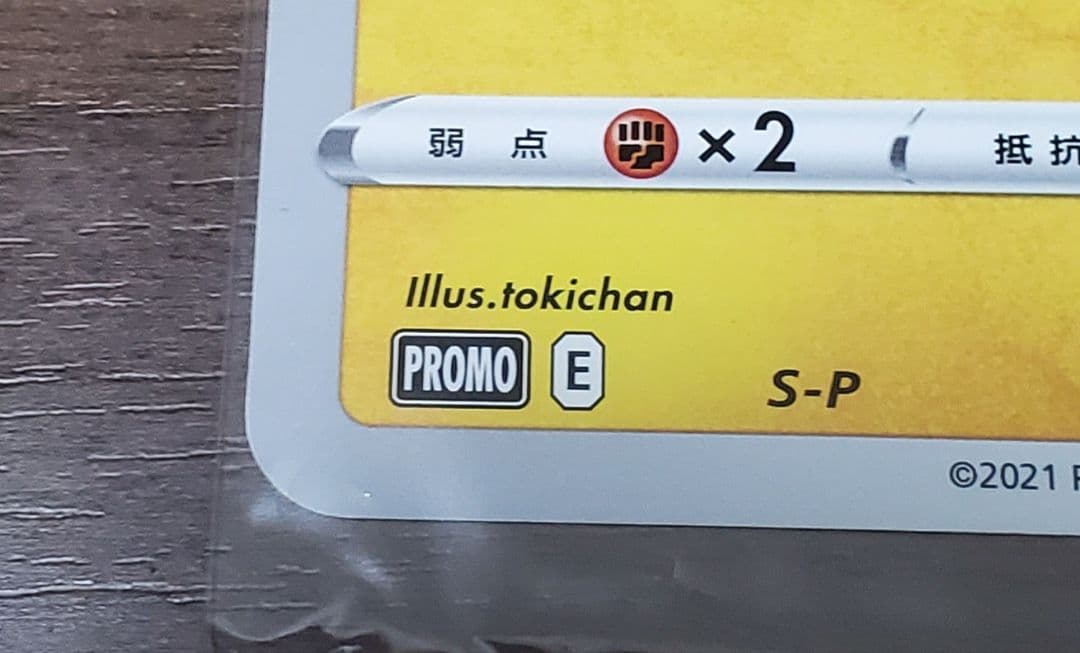 弱点 ×2 抵抗
Illus.tokichan
PROMO E S-P
©2021